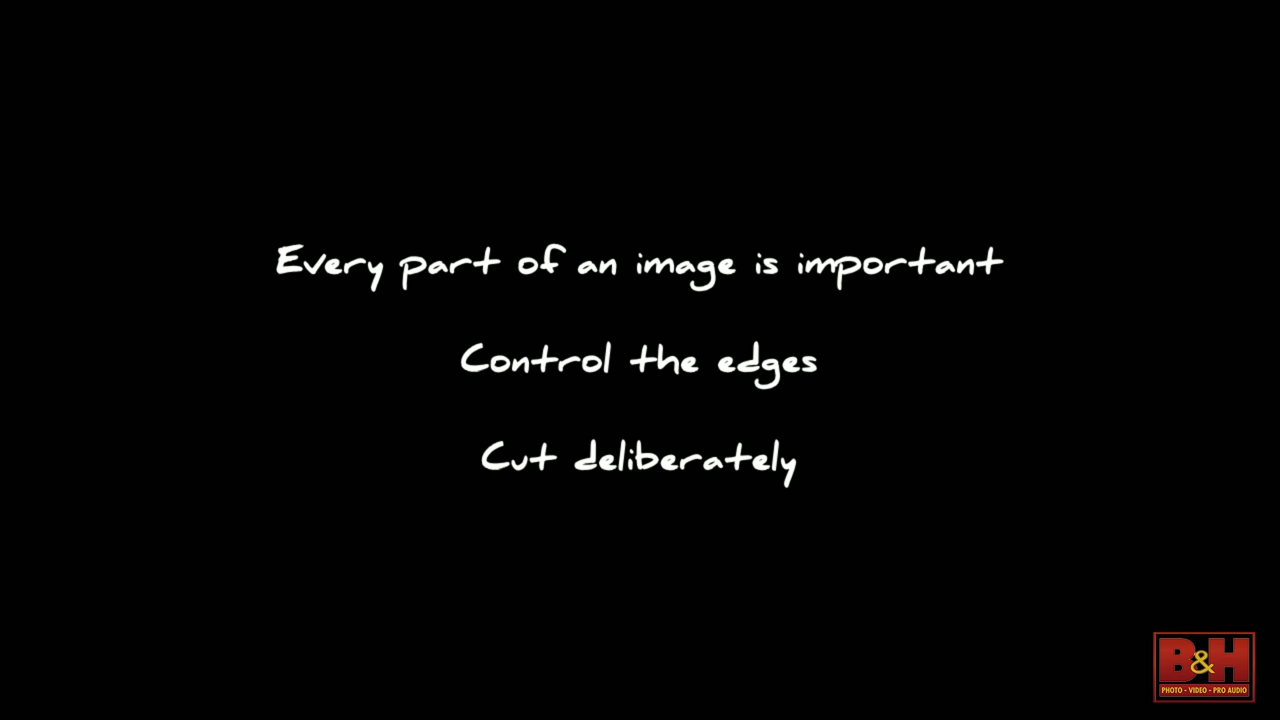 Every part of an image is important
Control the edges
Cut deliberately
B&H
PHOTO - VIDEO - PRO AUDIO